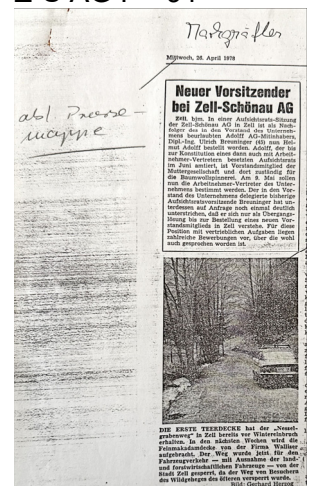 Markgräfler
Mittwoch, 26. April 1978
abl. Presse-
mappe
Neuer Vorsitzender
bei Zell-Schönau AG
Zell. bjm. In einer Aufsichtsrats-Sitzung
der Zell-Schönau AG in Zell ist als Nach-
folger des in den Vorstand des Unterneh-
mens beurlaubten Adolff AG-Mitinhabers,
Dipl.-Ing. Ulrich Breuninger (45) nun Hel-
mut Adolff bestellt worden. Adolff, der bis
zur Konstitution eines dann auch mit Arbeit-
nehmer-Vertretern besetzten Aufsichtsrats
im Juni amtiert, ist Vorstandsmitglied der
Muttergesellschaft und dort zuständig für
die Baumwollspinnerei. Am 9. Mai sollen
nun die Arbeitnehmer-Vertreter des Unter-
nehmens bestimmt werden. Der in den Vor-
stand des Unternehmens delegierte bisherige
Aufsichtsratsvorsitzende Breuninger hat un-
terdessen auf Anfrage noch einmal deutlich
unterstrichen, daß er sich nur als Übergangs-
lösung bis zur Bestellung eines neuen Vor-
standsmitglieds in Zell verstehe. Für diese
Position mit vertrieblichen Aufgaben liegen
zahlreiche Bewerbungen vor, über die wohl
auch gesprochen worden ist.
DIE ERSTE TEERDECKE hat der „Nessel-
grabenweg" in Zell bereits vor Wintereinbruch
erhalten. In den nächsten Wochen wird die
Feinmakadamdecke von der Firma Walliser
aufgebracht. Der Weg wurde jetzt für den
Fahrzeugverkehr — mit Ausnahme der land-
und forstwirtschaftlichen Fahrzeuge — von der
Stadt Zell gesperrt, da der Weg von Besuchern
des Wildgeheges des öfteren versperrt wurde.
Bild: Gerhard Herzog